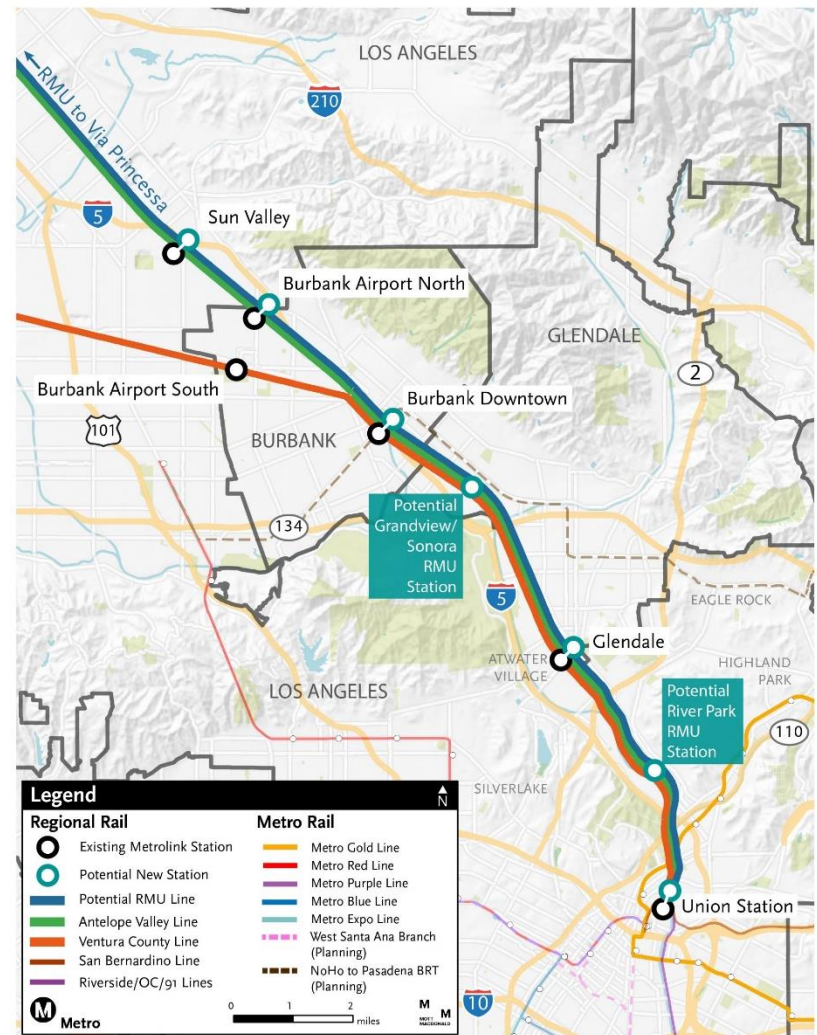 LOS ANGELES
RMU to Via Princessa
210
5
Sun Valley
Burbank Airport North
GLENDALE
2
Burbank Airport South
Burbank Downtown
101
BURBANK
134
Potential
Grandview/
Sonora
RMU
Station
5
EAGLE ROCK
Glendale
ATWATER
VILLAGE
HIGHLAND
PARK
LOS ANGELES
Potential
River Park
RMU
Station
110
SILVERLAKE
Union Station
10
Legend
N
Regional Rail
Existing Metrolink Station
Potential New Station
Potential RMU Line
Antelope Valley Line
Ventura County Line
San Bernardino Line
Riverside/OC/91 Lines
Metro Rail
Metro Gold Line
Metro Red Line
Metro Purple Line
Metro Blue Line
Metro Expo Line
West Santa Ana Branch
(Planning)
NoHo to Pasadena BRT
(Planning)
M Metro
0 1 2
miles
M
M
MOTT
MACDONALD